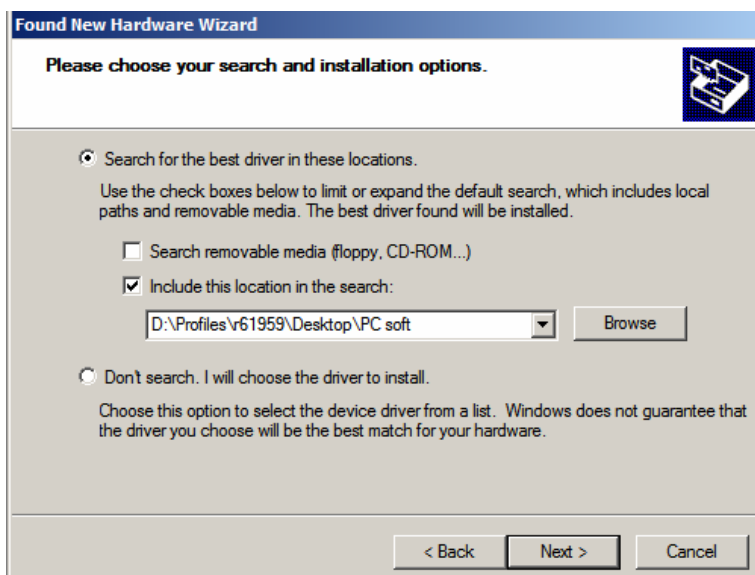 Found New Hardware Wizard
Please choose your search and installation options.
Search for the best driver in these locations.
Use the check boxes below to limit or expand the default search, which includes local
paths and removable media. The best driver found will be installed.
Search removable media (floppy, CD-ROM...)
Include this location in the search:
D:\Profiles\r61959\Desktop\PC soft
Browse
Don't search. I will choose the driver to install.
Choose this option to select the device driver from a list. Windows does not guarantee that
the driver you choose will be the best match for your hardware.
< Back Next > Cancel